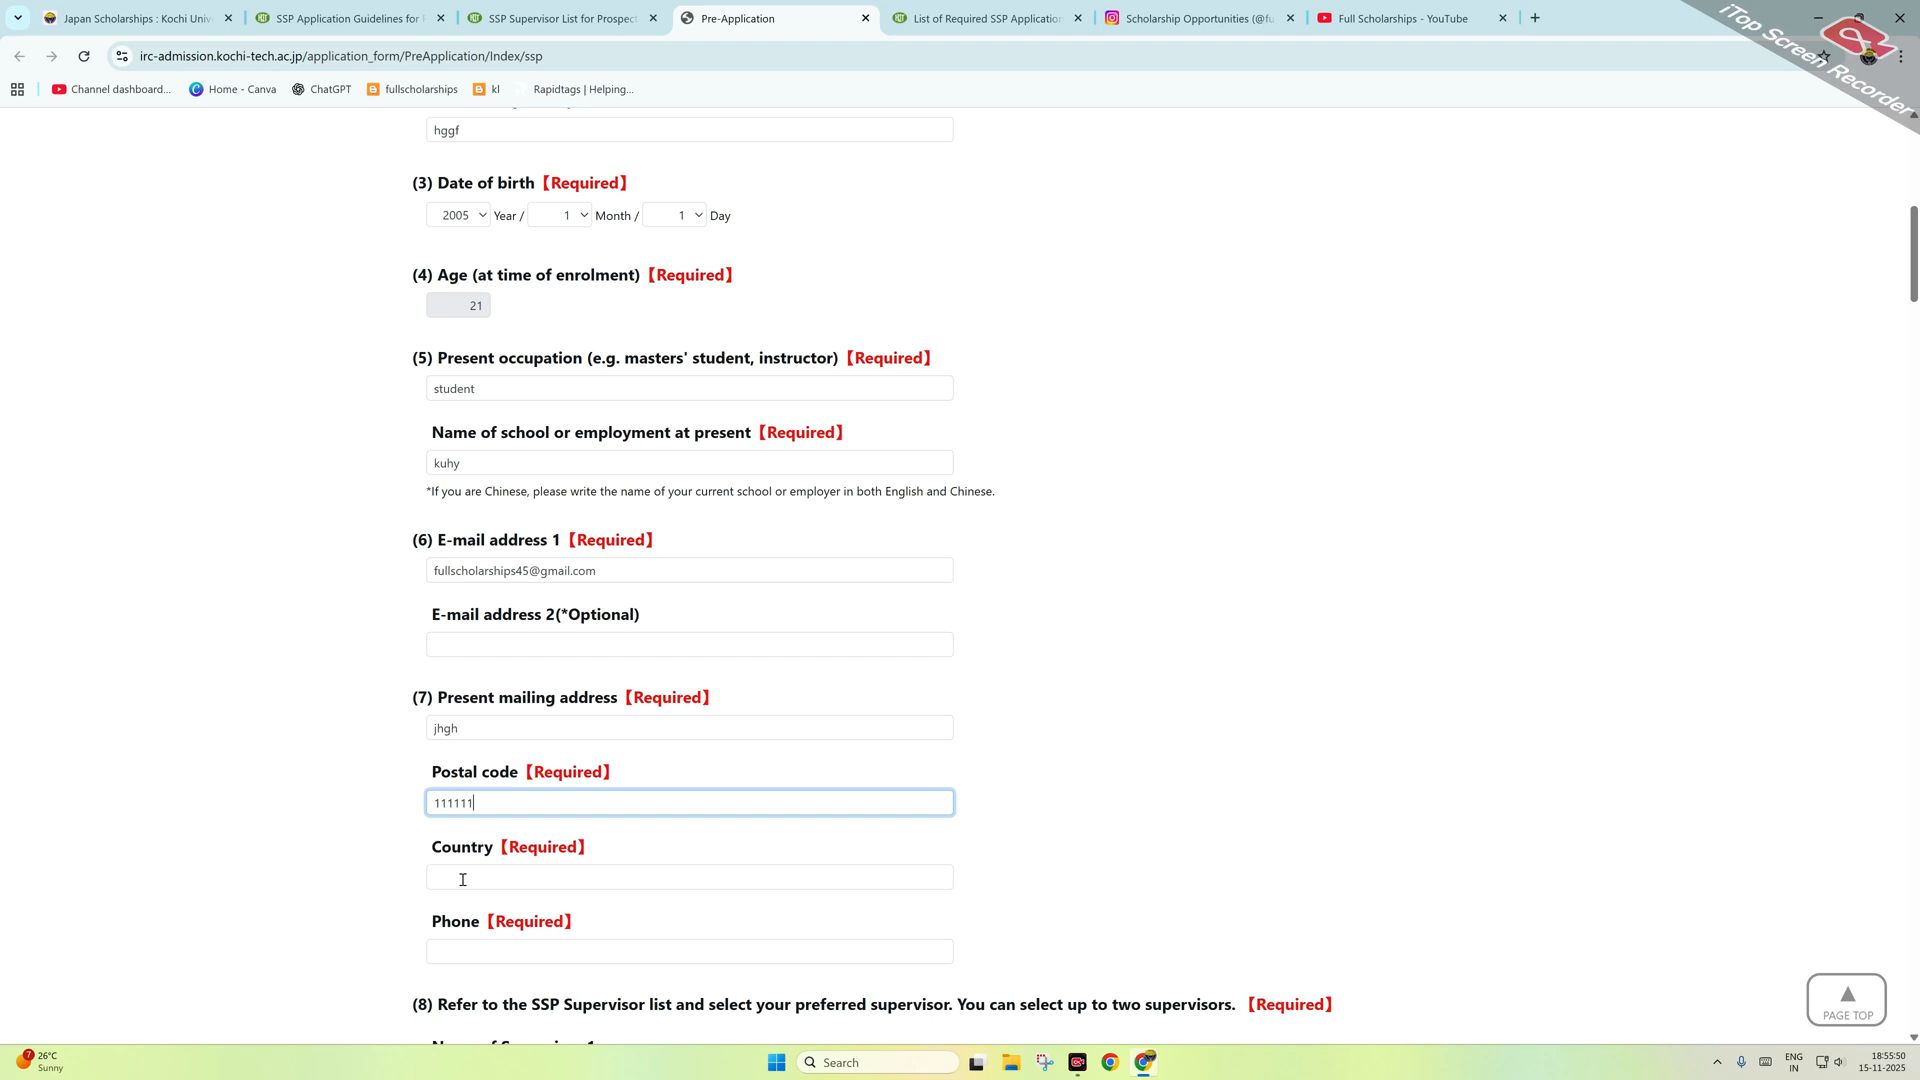 Japan Scholarships : Kochi Univ
SSP Application Guidelines for P
SSP Supervisor List for Prospect
Pre-Application
List of Required SSP Application
Scholarship Opportunities (@fu
Full Scholarships - YouTube
iTop Screen Recorder
irc-admission.kochi-tech.ac.jp/application_form/PreApplication/Index/ssp
Channel dashboard...
Home - Canva
ChatGPT
fullscholarships
kl
Rapidtags | Helping...
hggf
(3) Date of birth【Required】
2005 Year / 1 Month / 1 Day
(4) Age (at time of enrolment)【Required】
21
(5) Present occupation (e.g. masters' student, instructor)【Required】
student
Name of school or employment at present【Required】
kuhy
*If you are Chinese, please write the name of your current school or employer in both English and Chinese.
(6) E-mail address 1【Required】
fullscholarships45@gmail.com
E-mail address 2(*Optional)
(7) Present mailing address【Required】
jhgh
Postal code【Required】
111111
Country【Required】
Phone【Required】
(8) Refer to the SSP Supervisor list and select your preferred supervisor. You can select up to two supervisors. 【Required】
PAGE TOP
7
26°C
Sunny
Search
ENG
IN
18:55:50
15-11-2025